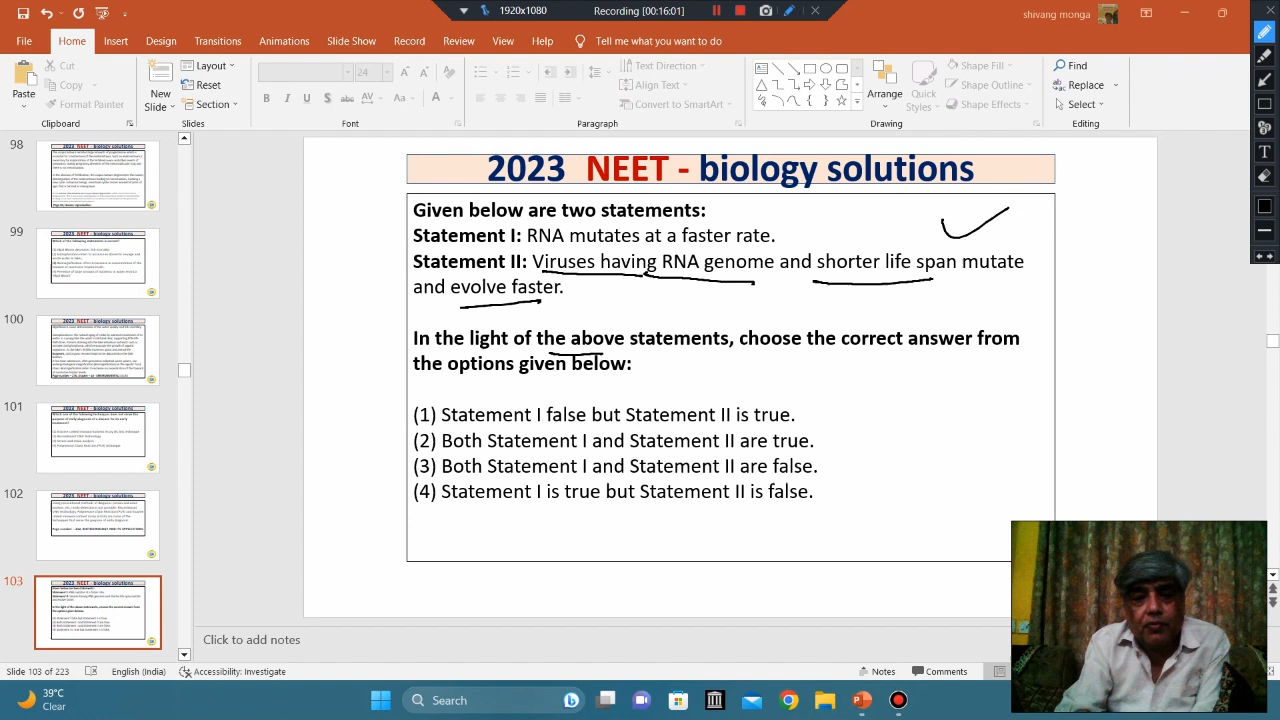 1920x1080 Recording [00:16:01]
shivang monga
File Home Insert Design Transitions Animations Slide Show Record Review View Help Tell me what you want to do
Paste Cut Copy Format Painter
New Slide Layout Reset Section
24
Text Direction Align Text Convert to SmartArt
Arrange Quick Styles Shape Fill Shape Outline Shape Effects
Find Replace Select
Clipboard Slides Font Paragraph Drawing Editing
98
99
100
101
102
103
2023 NEET - biology solutions
Given below are two statements:
Statement I: RNA mutates at a faster rate.
Statement II: Viruses having RNA genome and shorter life span mutate
and evolve faster.
In the light of the above statements, choose the correct answer from
the options given below:
(1) Statement I false but Statement II is true.
(2) Both Statement I and Statement II are true.
(3) Both Statement I and Statement II are false.
(4) Statement I is true but Statement II is false.
Click to add notes
Slide 103 of 223 English (India) Accessibility: Investigate Notes Comments
39°C
Clear
Search